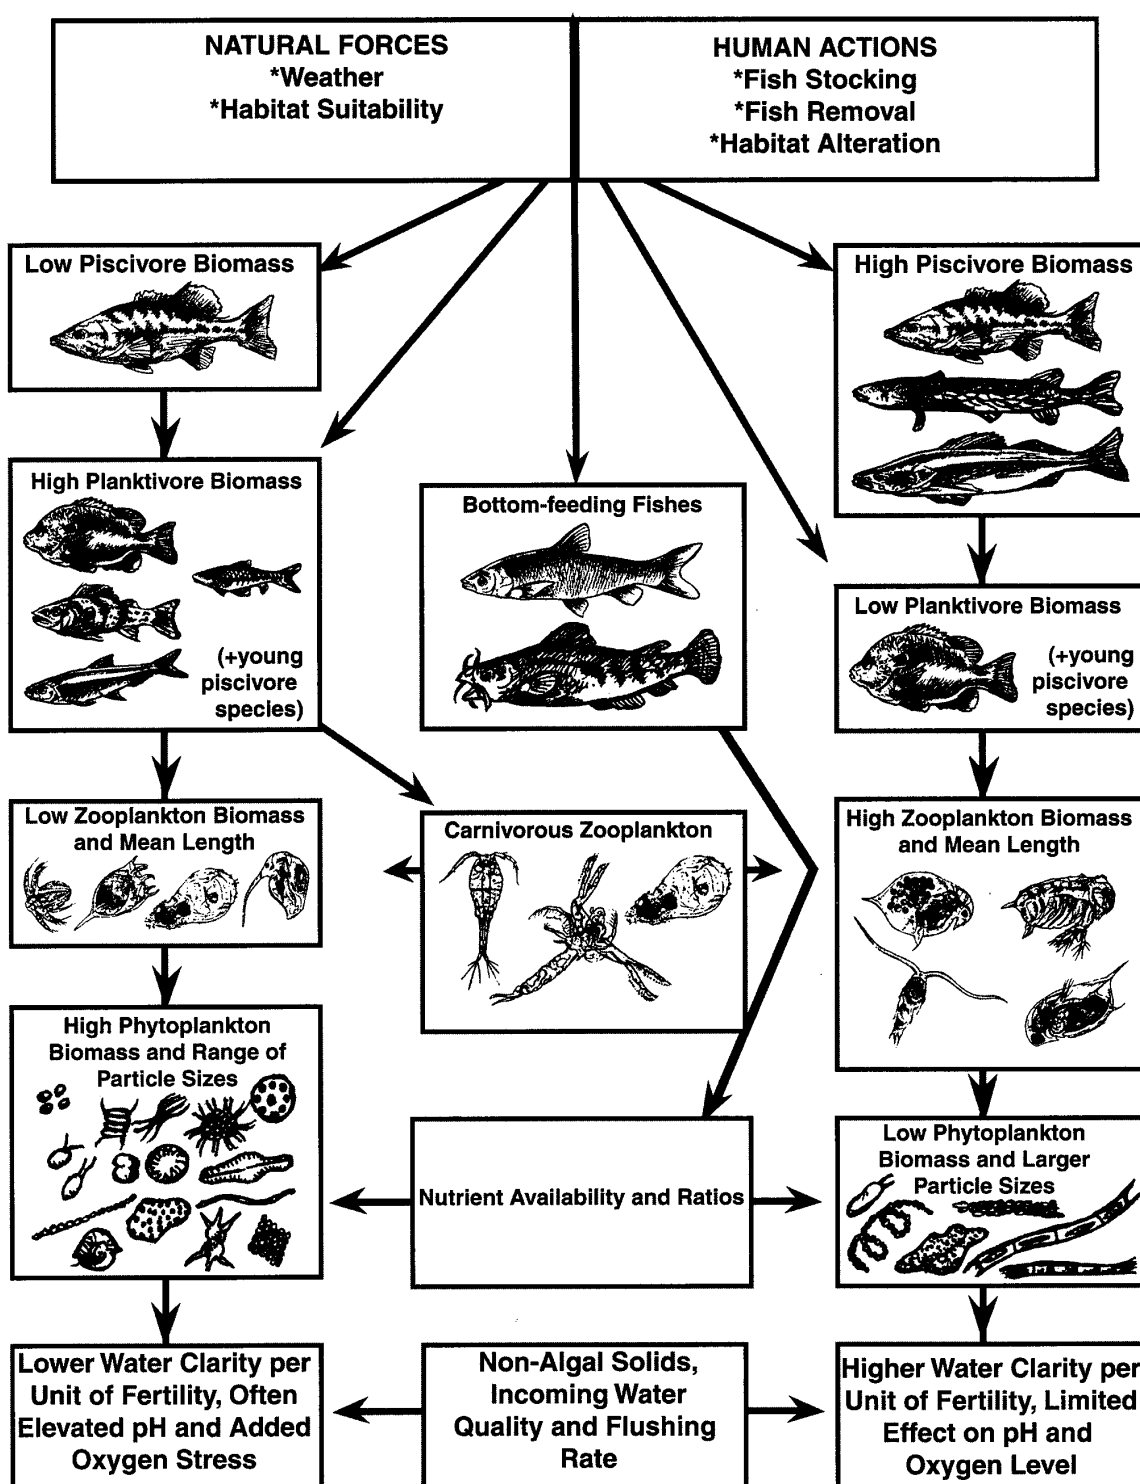 NATURAL FORCES
*Weather
*Habitat Suitability
HUMAN ACTIONS
*Fish Stocking
*Fish Removal
*Habitat Alteration
Low Piscivore Biomass
High Piscivore Biomass
High Planktivore Biomass
(+young
piscivore
species)
Bottom-feeding Fishes
Low Planktivore Biomass
(+young
piscivore
species)
Low Zooplankton Biomass
and Mean Length
Carnivorous Zooplankton
High Zooplankton Biomass
and Mean Length
High Phytoplankton
Biomass and Range of
Particle Sizes
Nutrient Availability and Ratios
Low Phytoplankton
Biomass and Larger
Particle Sizes
Lower Water Clarity per
Unit of Fertility, Often
Elevated pH and Added
Oxygen Stress
Non-Algal Solids,
Incoming Water
Quality and Flushing
Rate
Higher Water Clarity per
Unit of Fertility, Limited
Effect on pH and
Oxygen Level